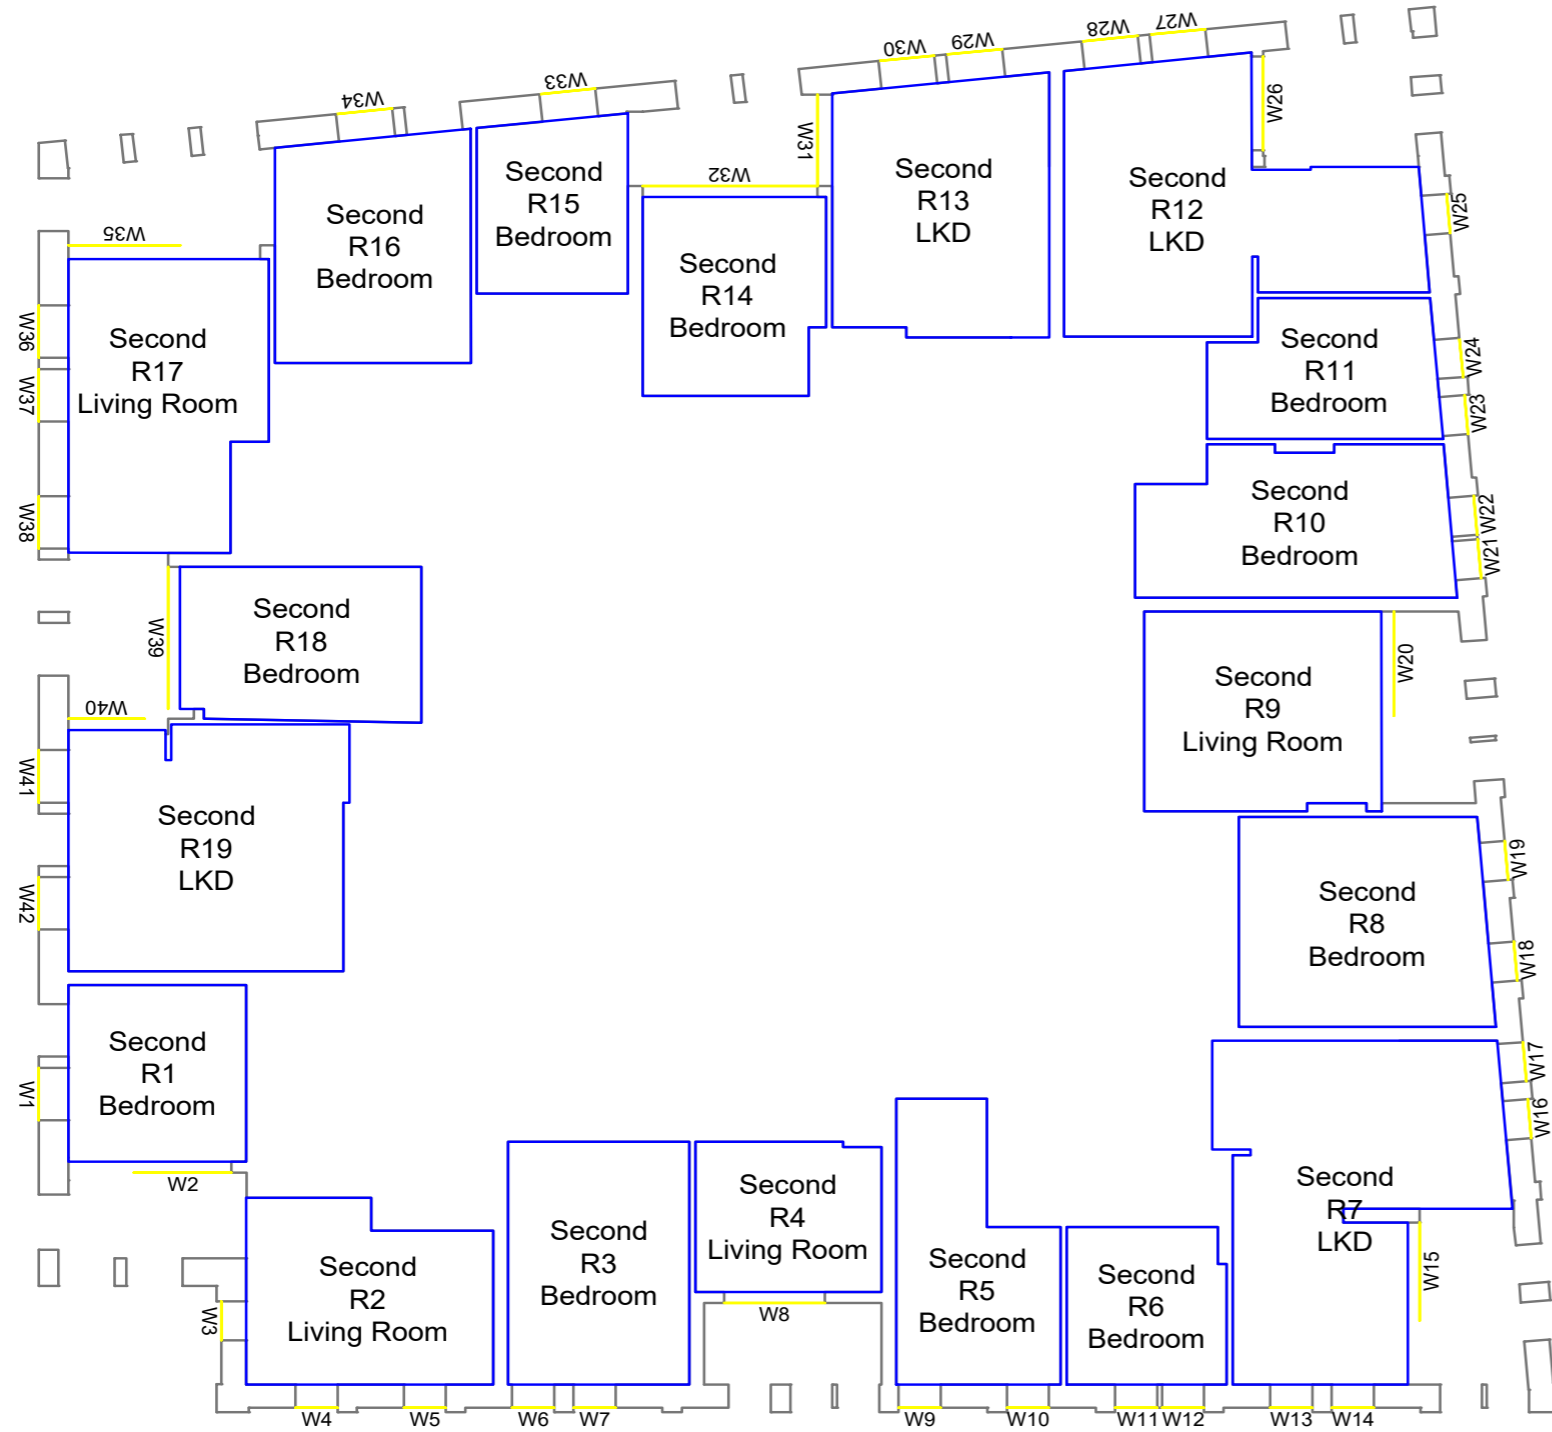 W27
W28
W29
W30
W33
W34
W26
W31
W32
Second
R12
LKD
Second
R13
LKD
Second
R15
Bedroom
Second
R16
Bedroom
Second
R14
Bedroom
W25
W35
Second
R17
Living Room
W36
W37
W38
Second
R11
Bedroom
W24
W23
Second
R10
Bedroom
W22
W21
Second
R18
Bedroom
W39
W40
Second
R9
Living Room
W20
W41
W42
Second
R19
LKD
Second
R8
Bedroom
W19
W18
Second
R1
Bedroom
W1
W2
W17
W16
Second
R7
LKD
W15
Second
R2
Living Room
W3
Second
R3
Bedroom
Second
R4
Living Room
W8
Second
R5
Bedroom
Second
R6
Bedroom
W4
W5
W6
W7
W9
W10
W11
W12
W13
W14